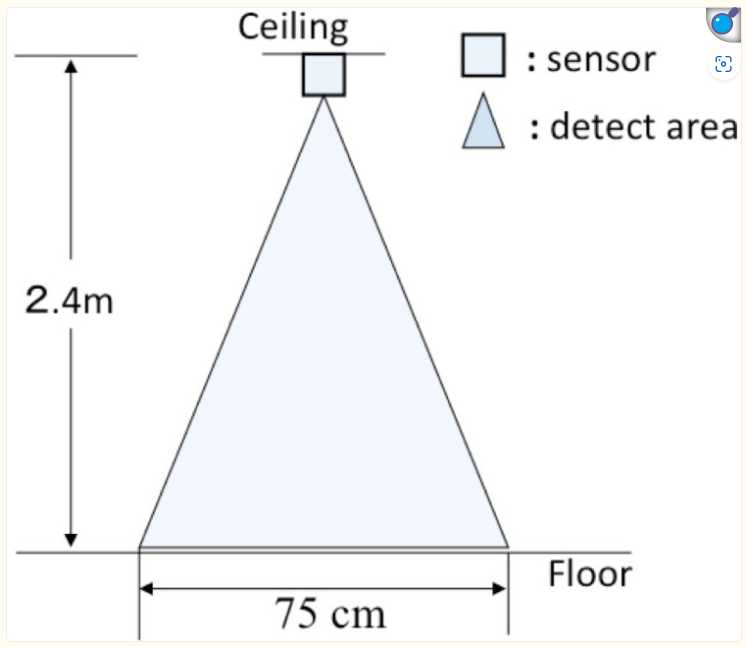 Ceiling
: sensor
: detect area
2.4m
Floor
75 cm